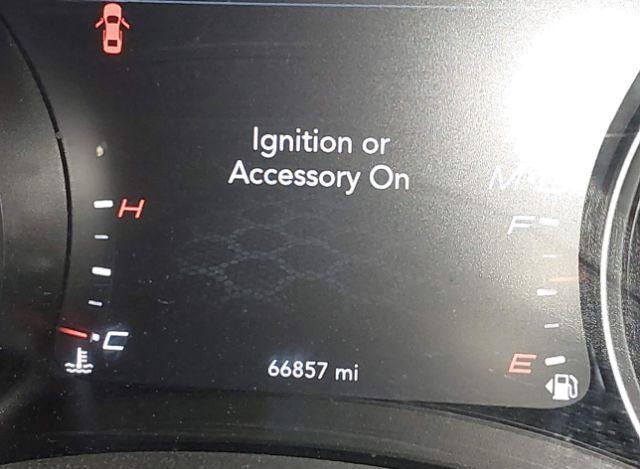 Ignition or
Accessory On
H
F
C
66857 mi
E